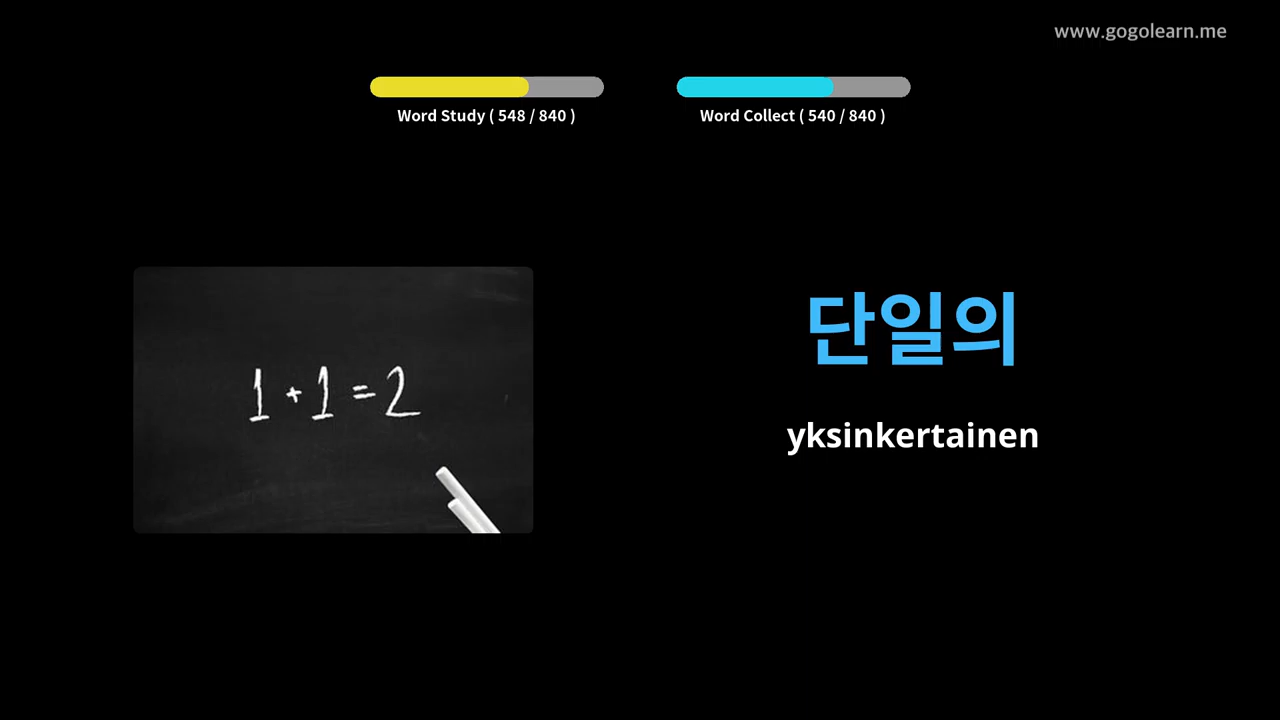 www.gogolearn.me
Word Study ( 548 / 840 )
Word Collect ( 540 / 840 )
1 + 1 = 2
단일의
yksinkertainen